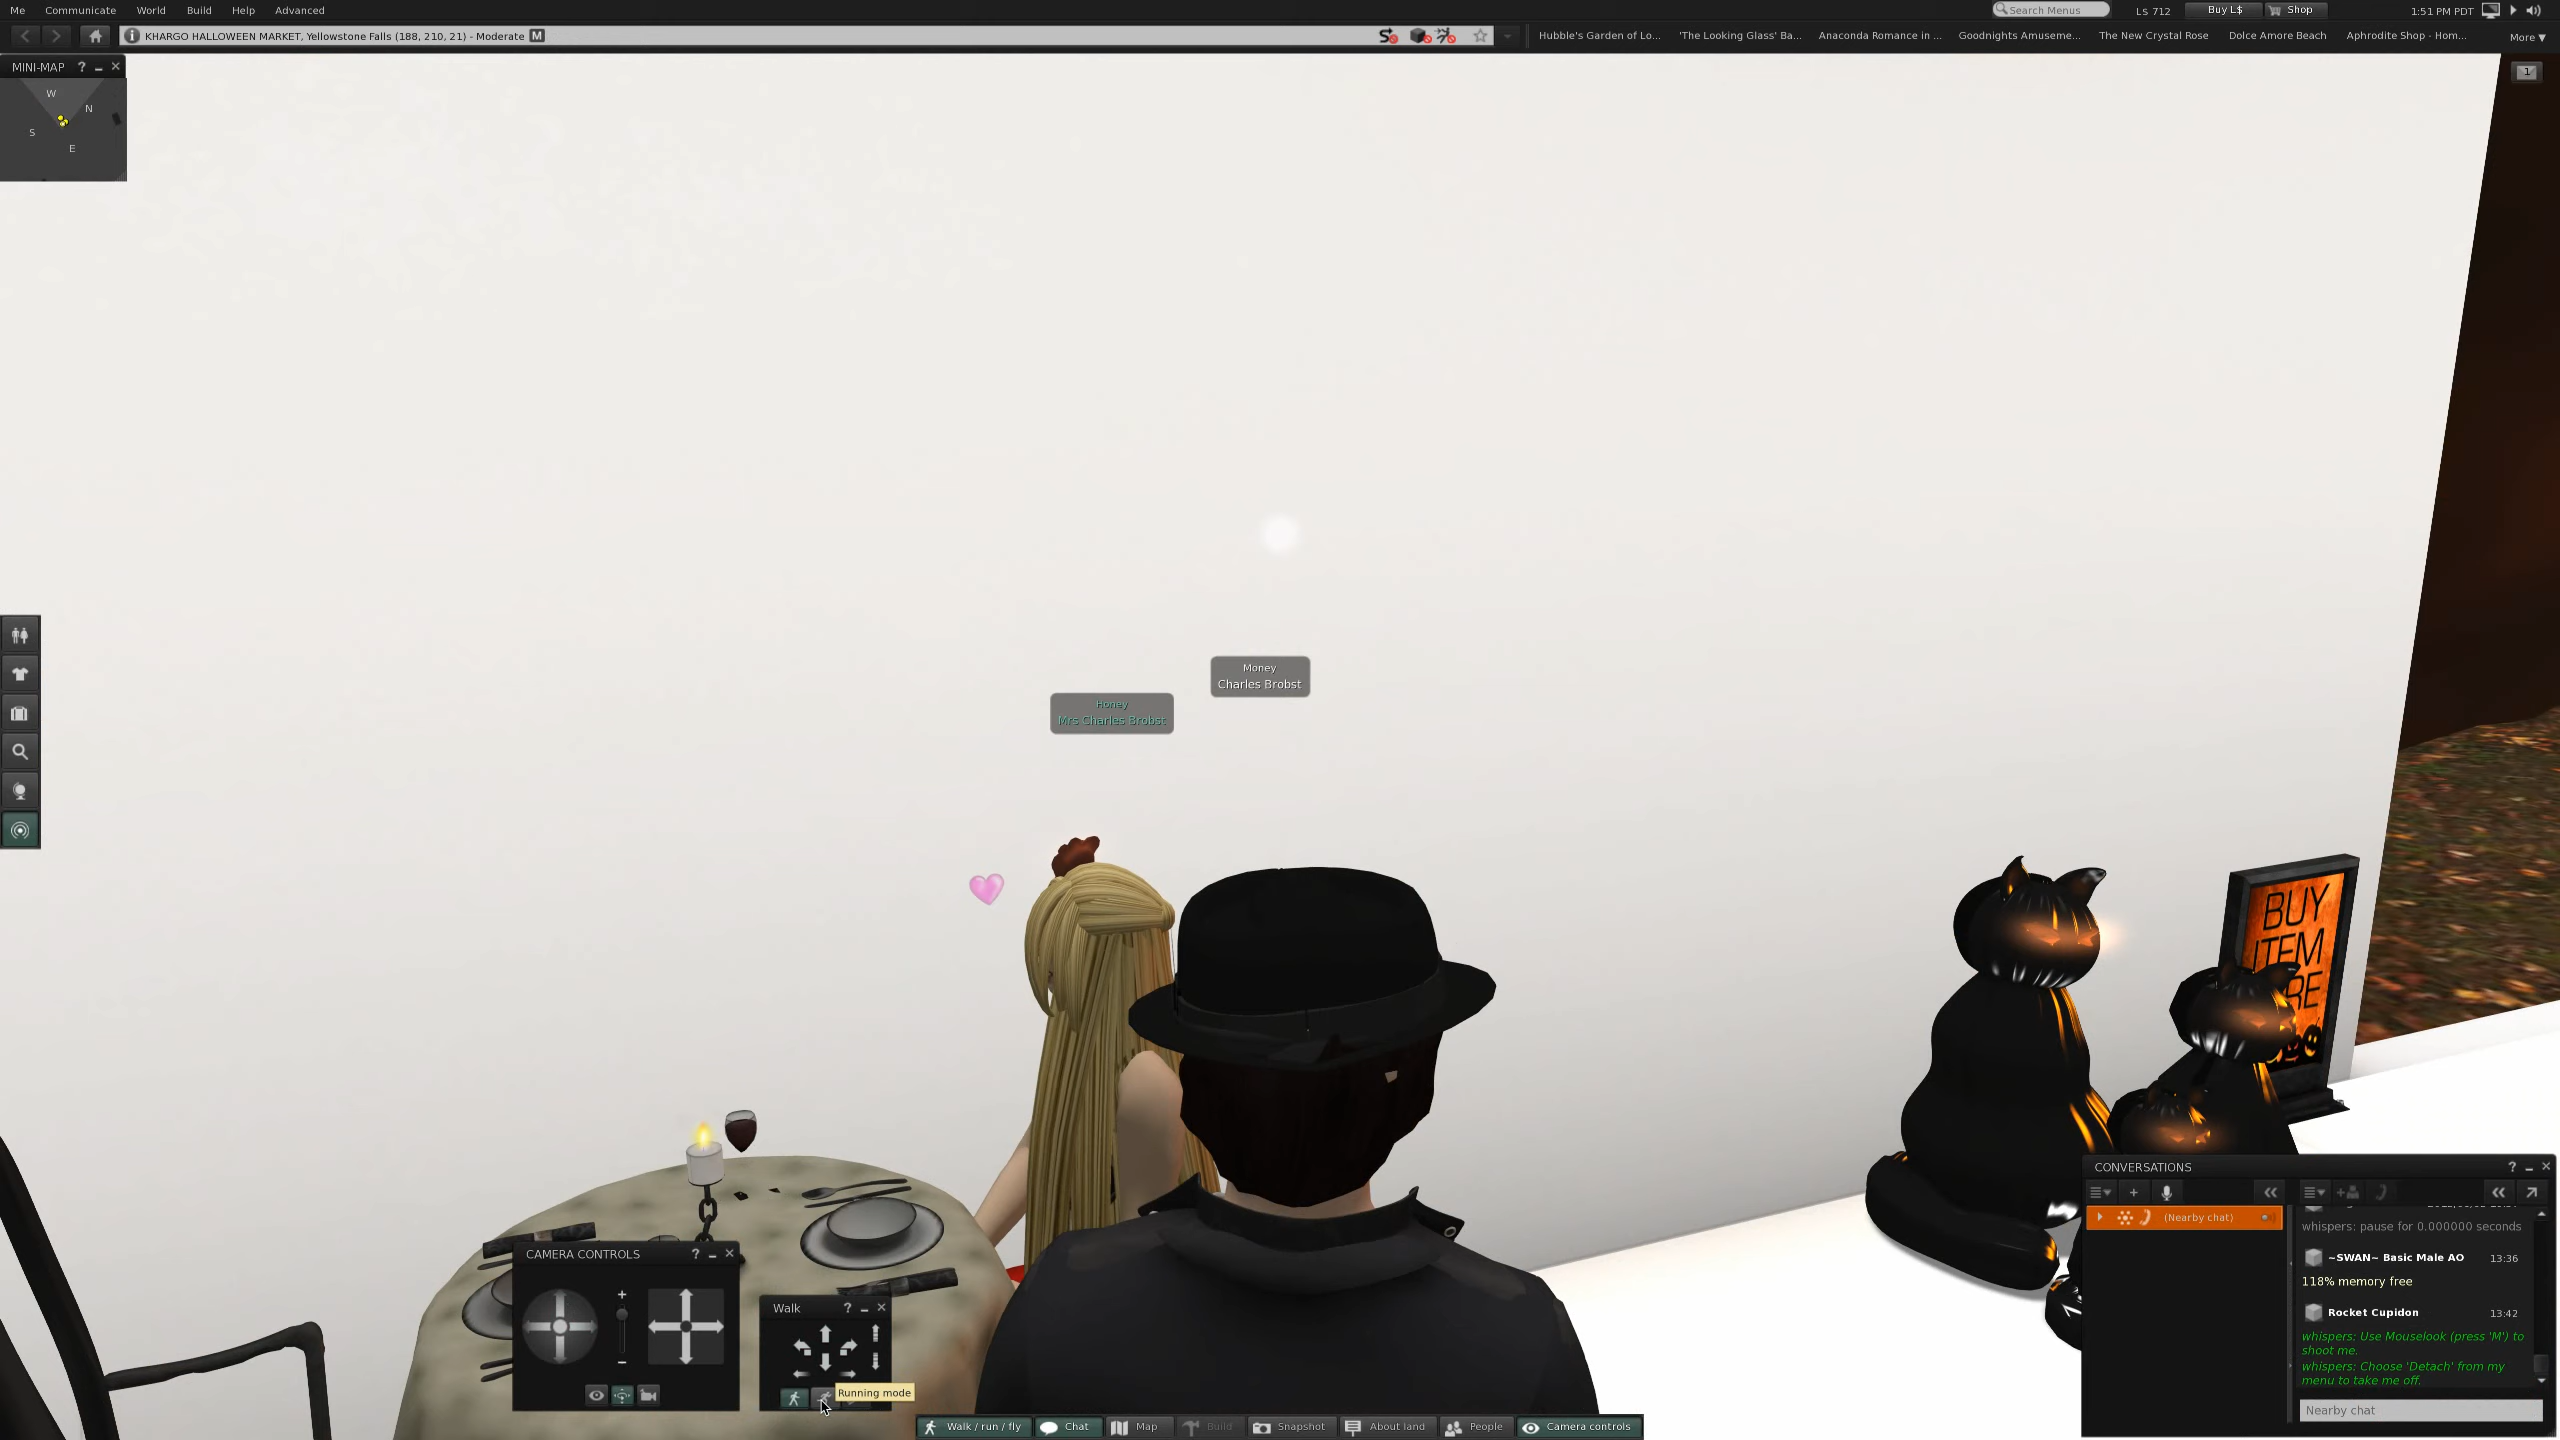 Me Communicate World Build Help Advanced
Search Menus L$ 712 Buy L$ Shop 1:51 PM PDT
KHARGO HALLOWEEN MARKET, Yellowstone Falls (188, 210, 21) - Moderate M
Hubble's Garden of Lo... 'The Looking Glass' Ba... Anaconda Romance in ... Goodnights Amuseme... The New Crystal Rose Dolce Amore Beach Aphrodite Shop - Hom... More ▼
MINI-MAP ? _ ×
1
W
N
S
E
Money
Charles Brobst
Honey
Mrs Charles Brobst
BUY
ITEM
CONVERSATIONS ?
(Nearby chat)
whispers: pause for 0.000000 seconds
~SWAN~ Basic Male AO 13:36
118% memory free
Rocket Cupidon 13:42
whispers: Use Mouselook (press 'M') to
shoot me.
whispers: Choose 'Detach' from my
menu to take me off.
Nearby chat
CAMERA CONTROLS ?
Walk ?
Running mode
Walk / run / fly Chat Map Build Snapshot About land People Camera controls